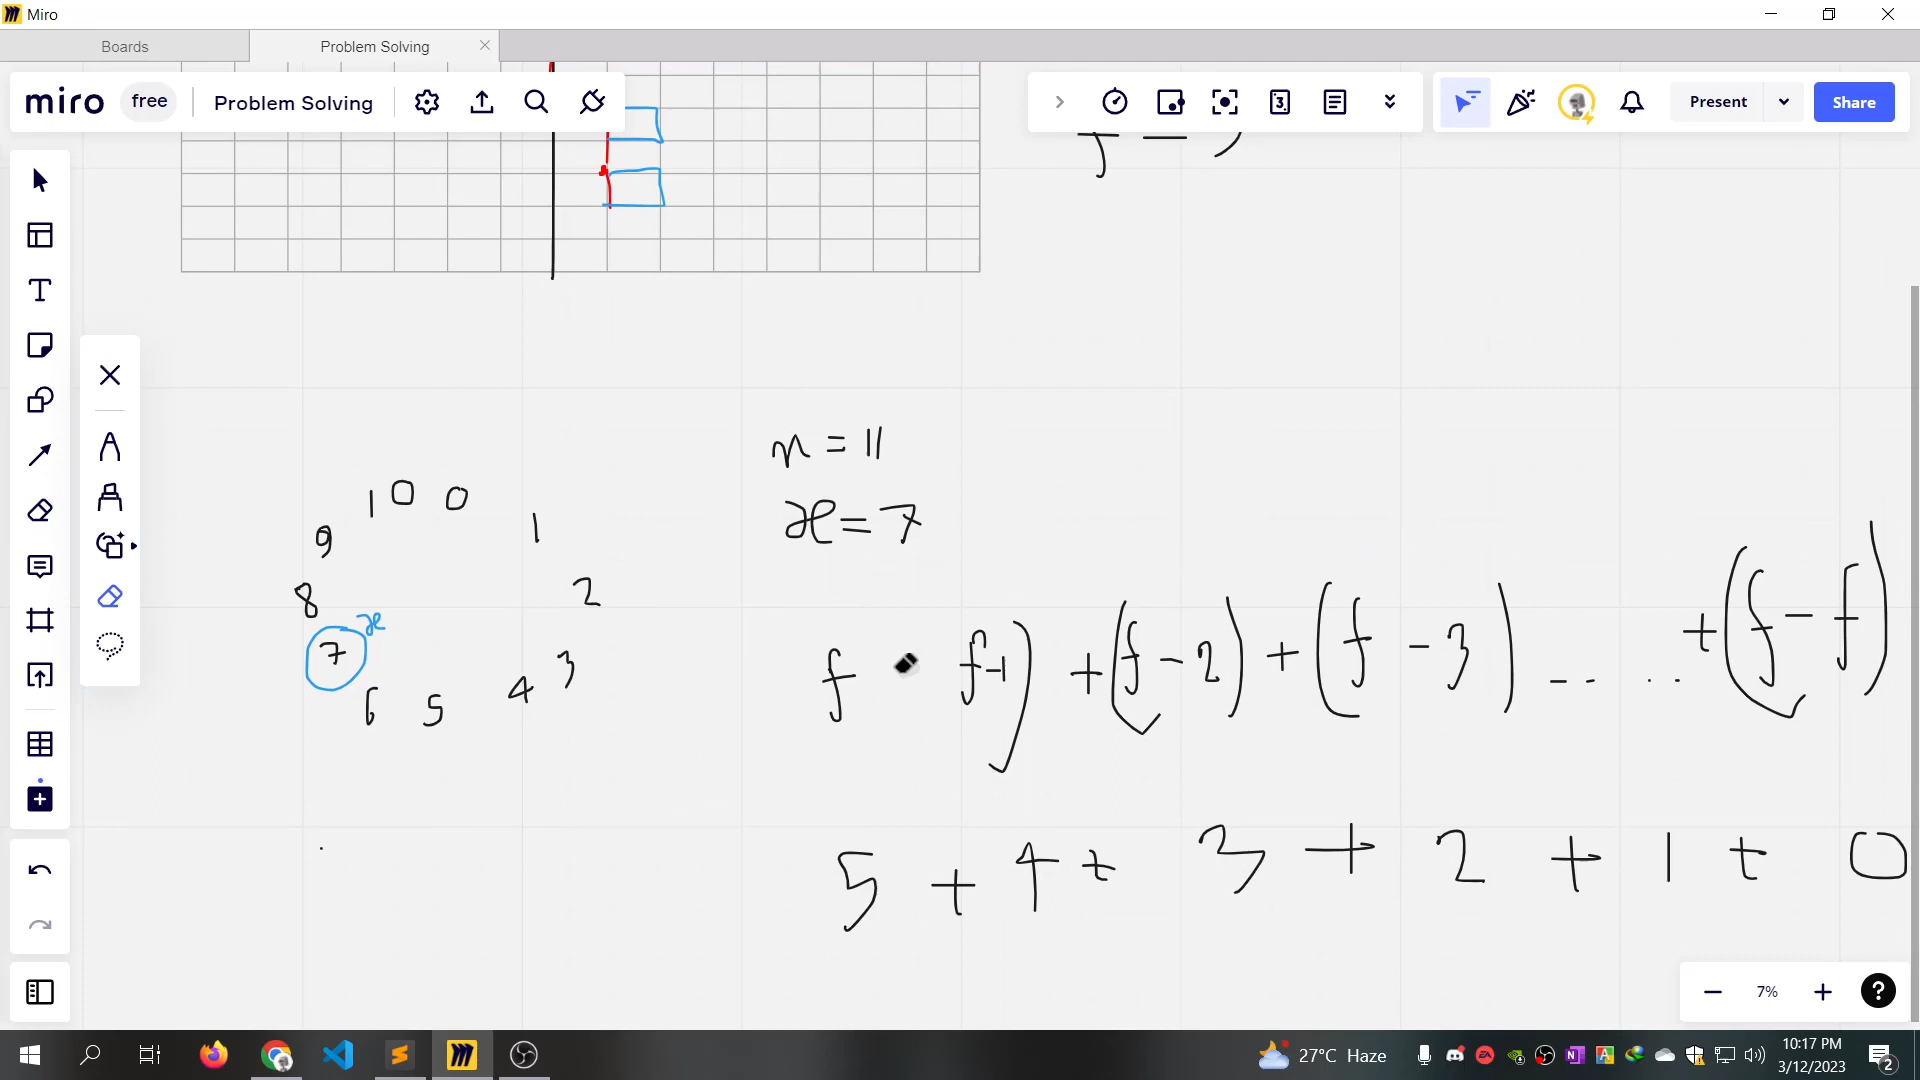 Miro
Boards
Problem Solving
miro free Problem Solving
Present
Share
f = 5
n = 11
x = 7
9 10 0 1
8 2
7 x
6 5 4 3
f f-1) + (f - 2) + (f - 3) -- ... + (f - f)
5 + 4 + 3 + 2 + 1 + 0
7%
27°C Haze
10:17 PM
3/12/2023
2